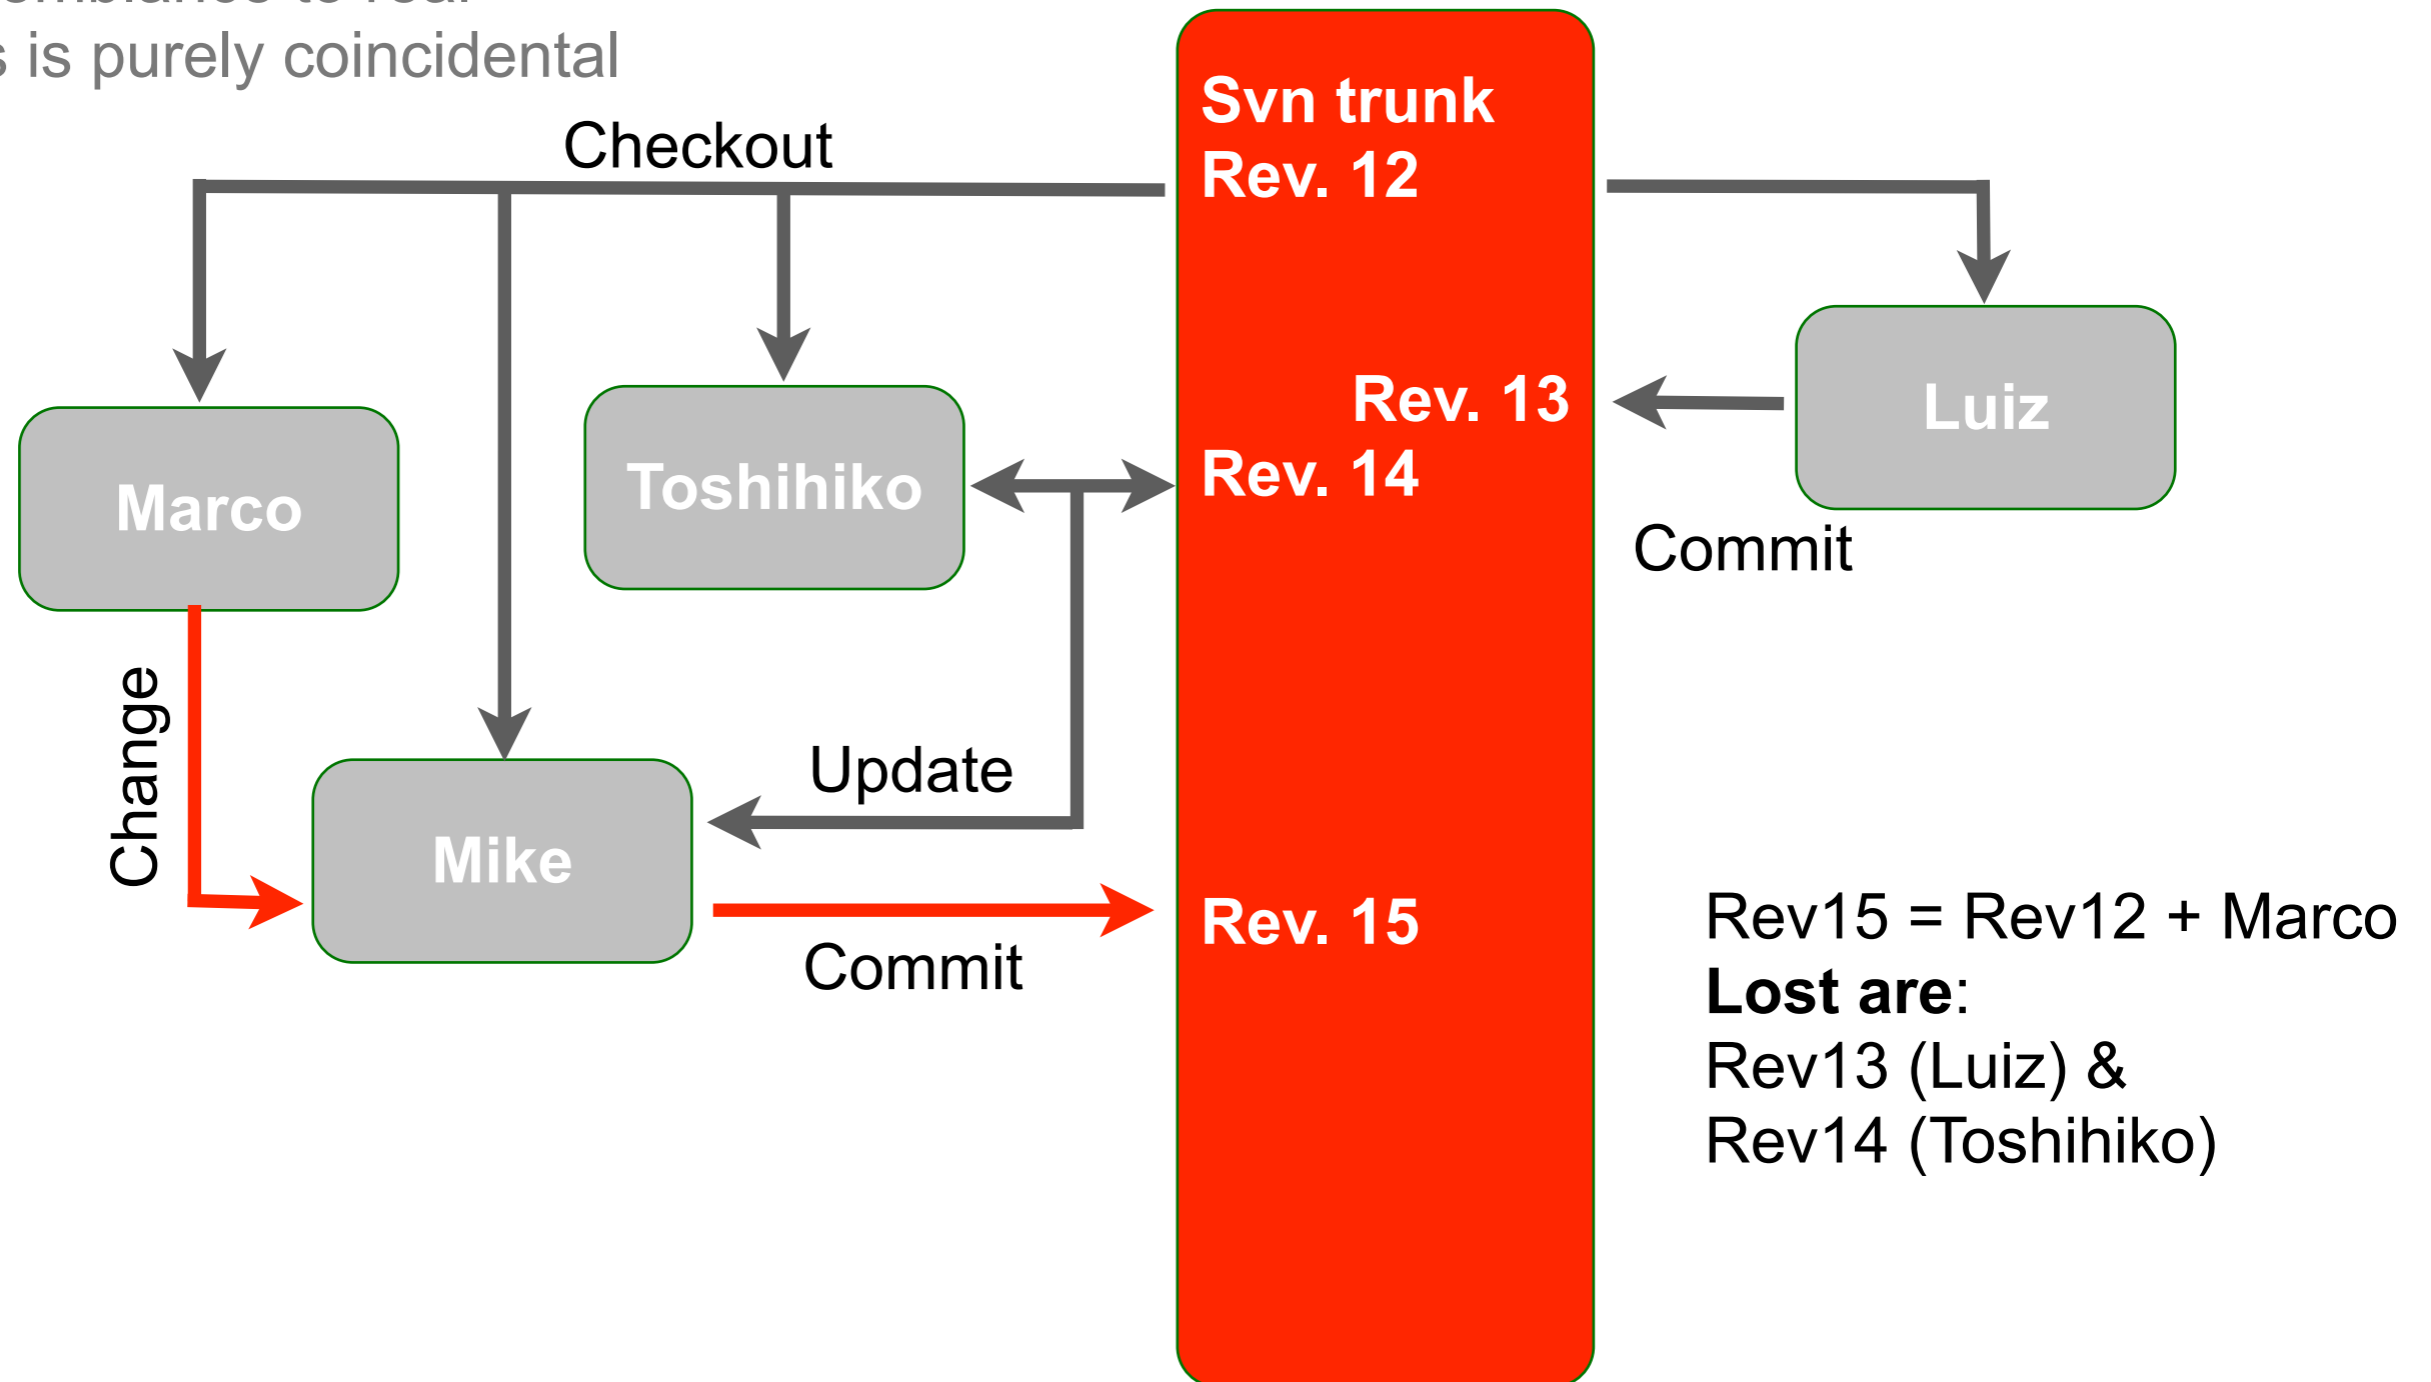 s is purely coincidental
Checkout
Svn trunk
Rev. 12
Rev. 13
Rev. 14
Luiz
Toshihiko
Marco
Commit
Change
Update
Mike
Commit
Rev. 15
Rev15 = Rev12 + Marco
Lost are:
Rev13 (Luiz) &
Rev14 (Toshihiko)